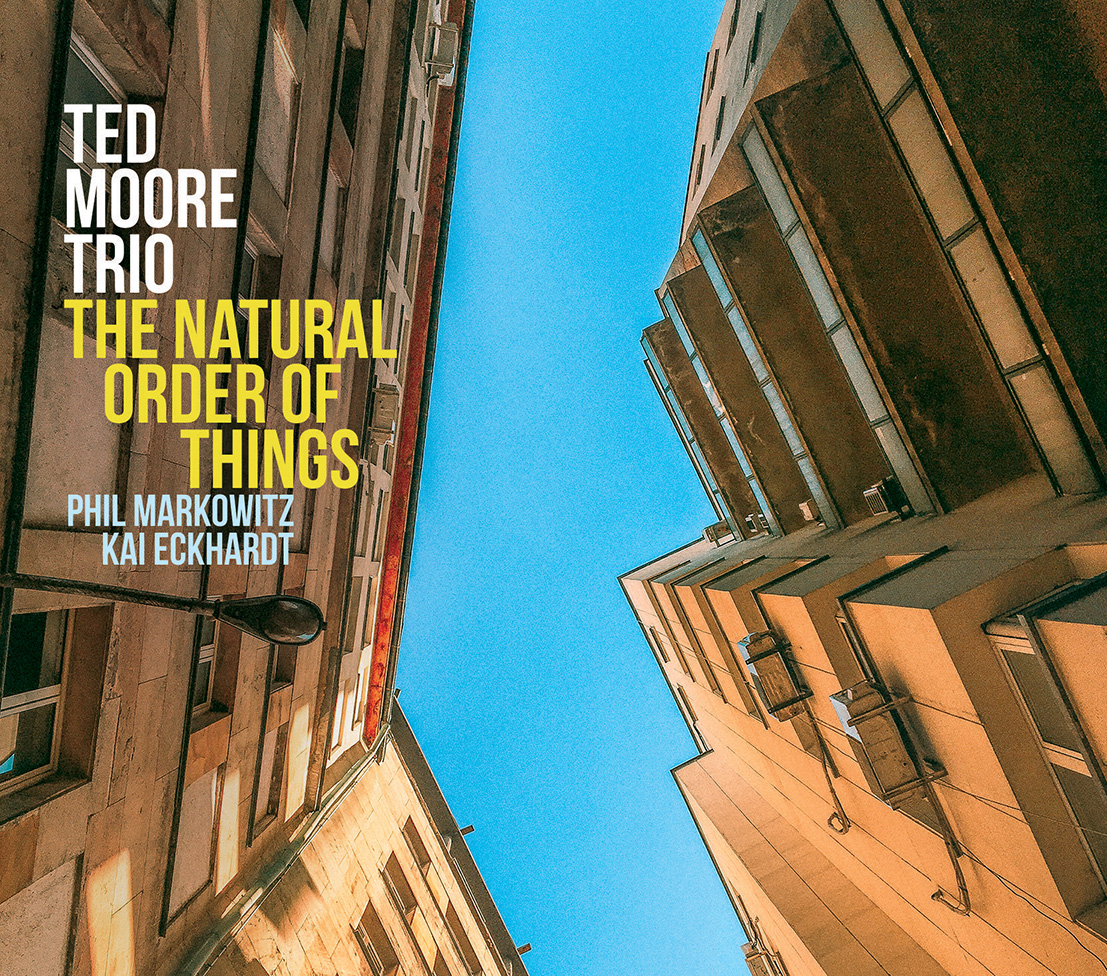 TED
MOORE
TRIO
THE NATURAL
ORDER OF
THINGS
PHIL MARKOWITZ
KAI ECKHARDT